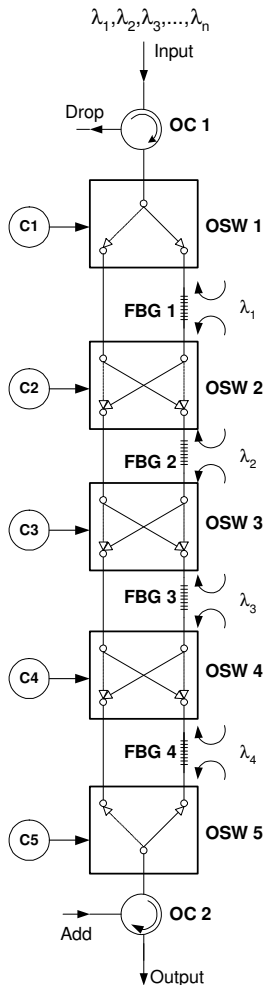 λ1,λ2,λ3,...,λn
Input
Drop
OC 1
C1
OSW 1
FBG 1
λ1
C2
OSW 2
FBG 2
λ2
C3
OSW 3
FBG 3
λ3
C4
OSW 4
FBG 4
λ4
C5
OSW 5
OC 2
Add
Output